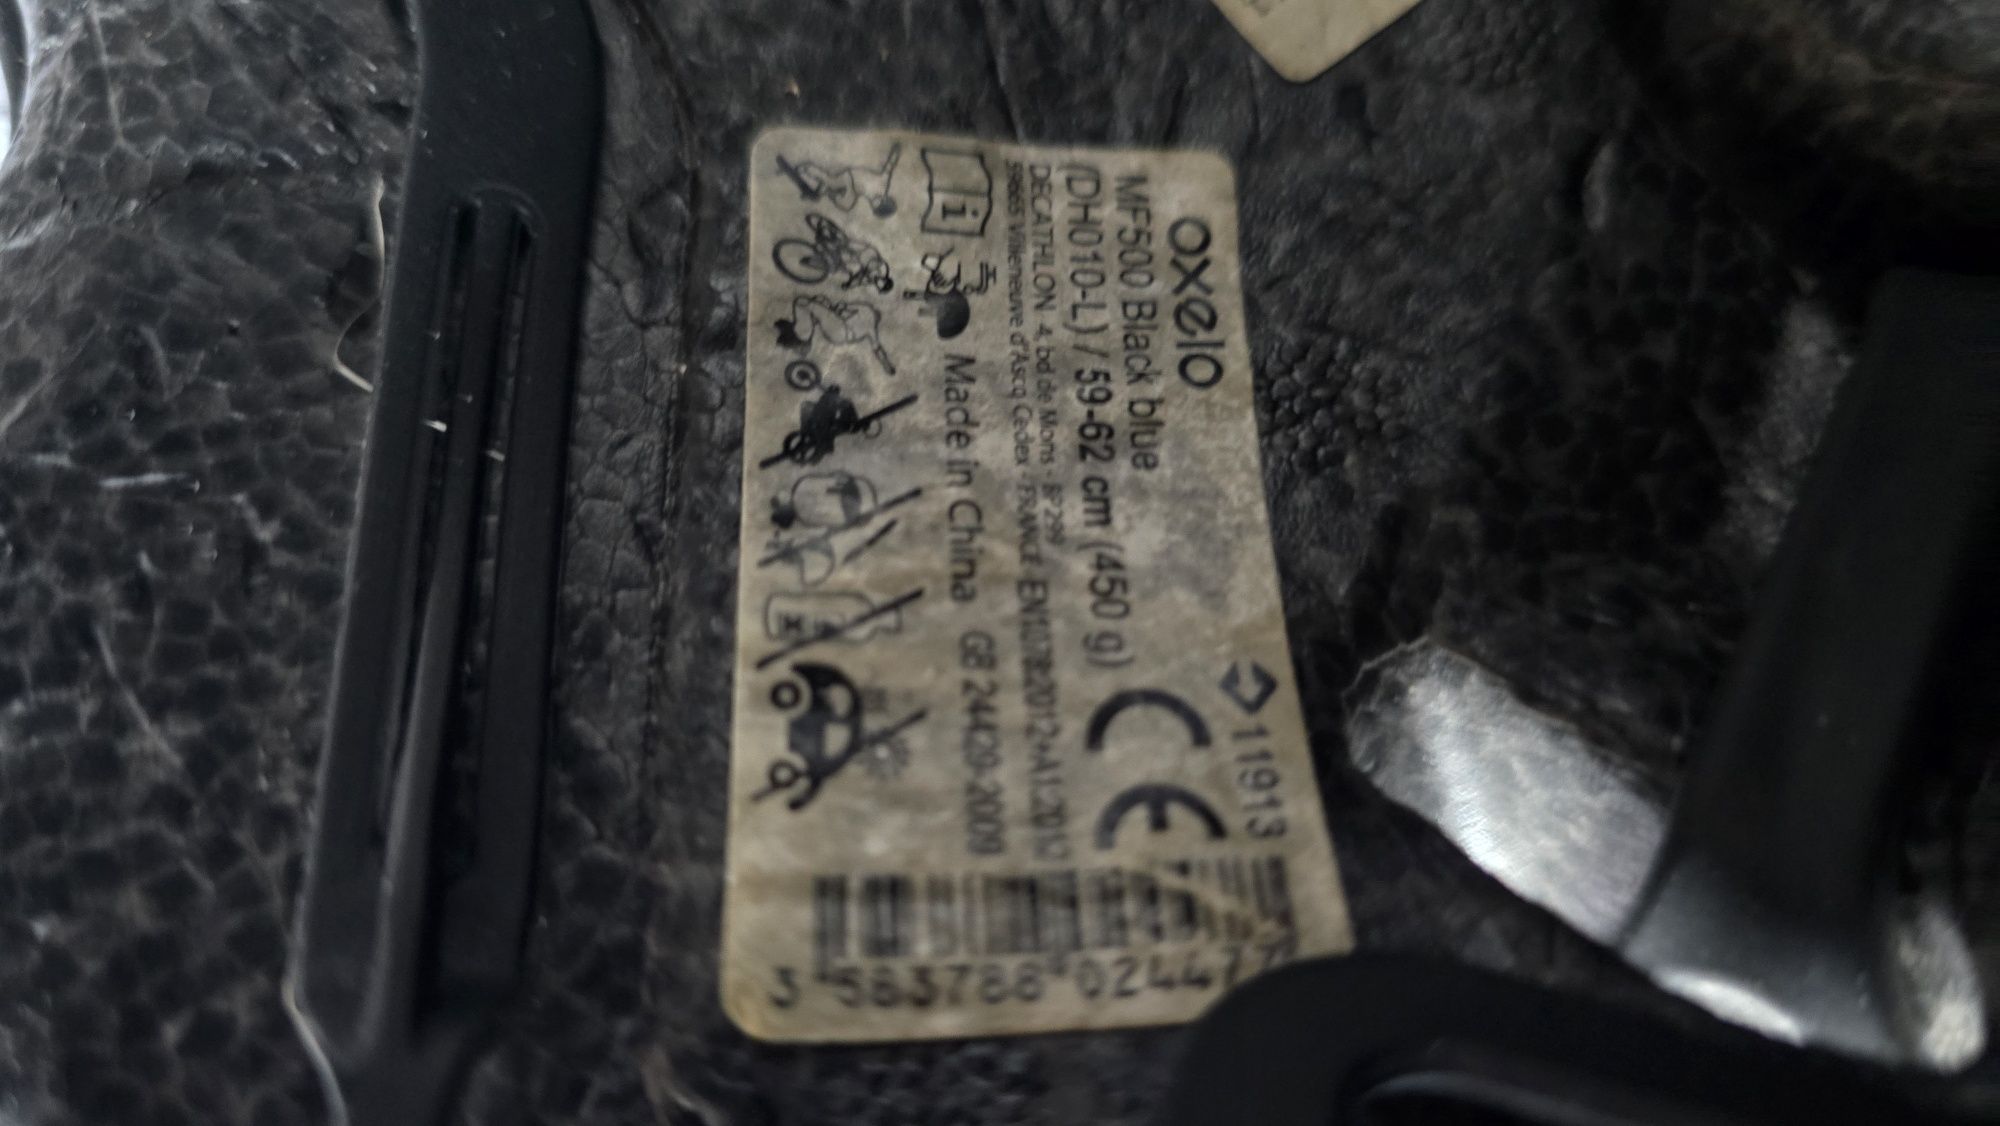 oxelo
11913
MF500 Black blue
(DH010-L) / 59-62 cm (450 g)
CE
DECATHLON 4, bd de Mons - BP299
59665 Villeneuve d'Ascq Cedex - FRANCE EN1078:2012+A1:2012
i
Made in China GB 24429-2009
3 583788 02447